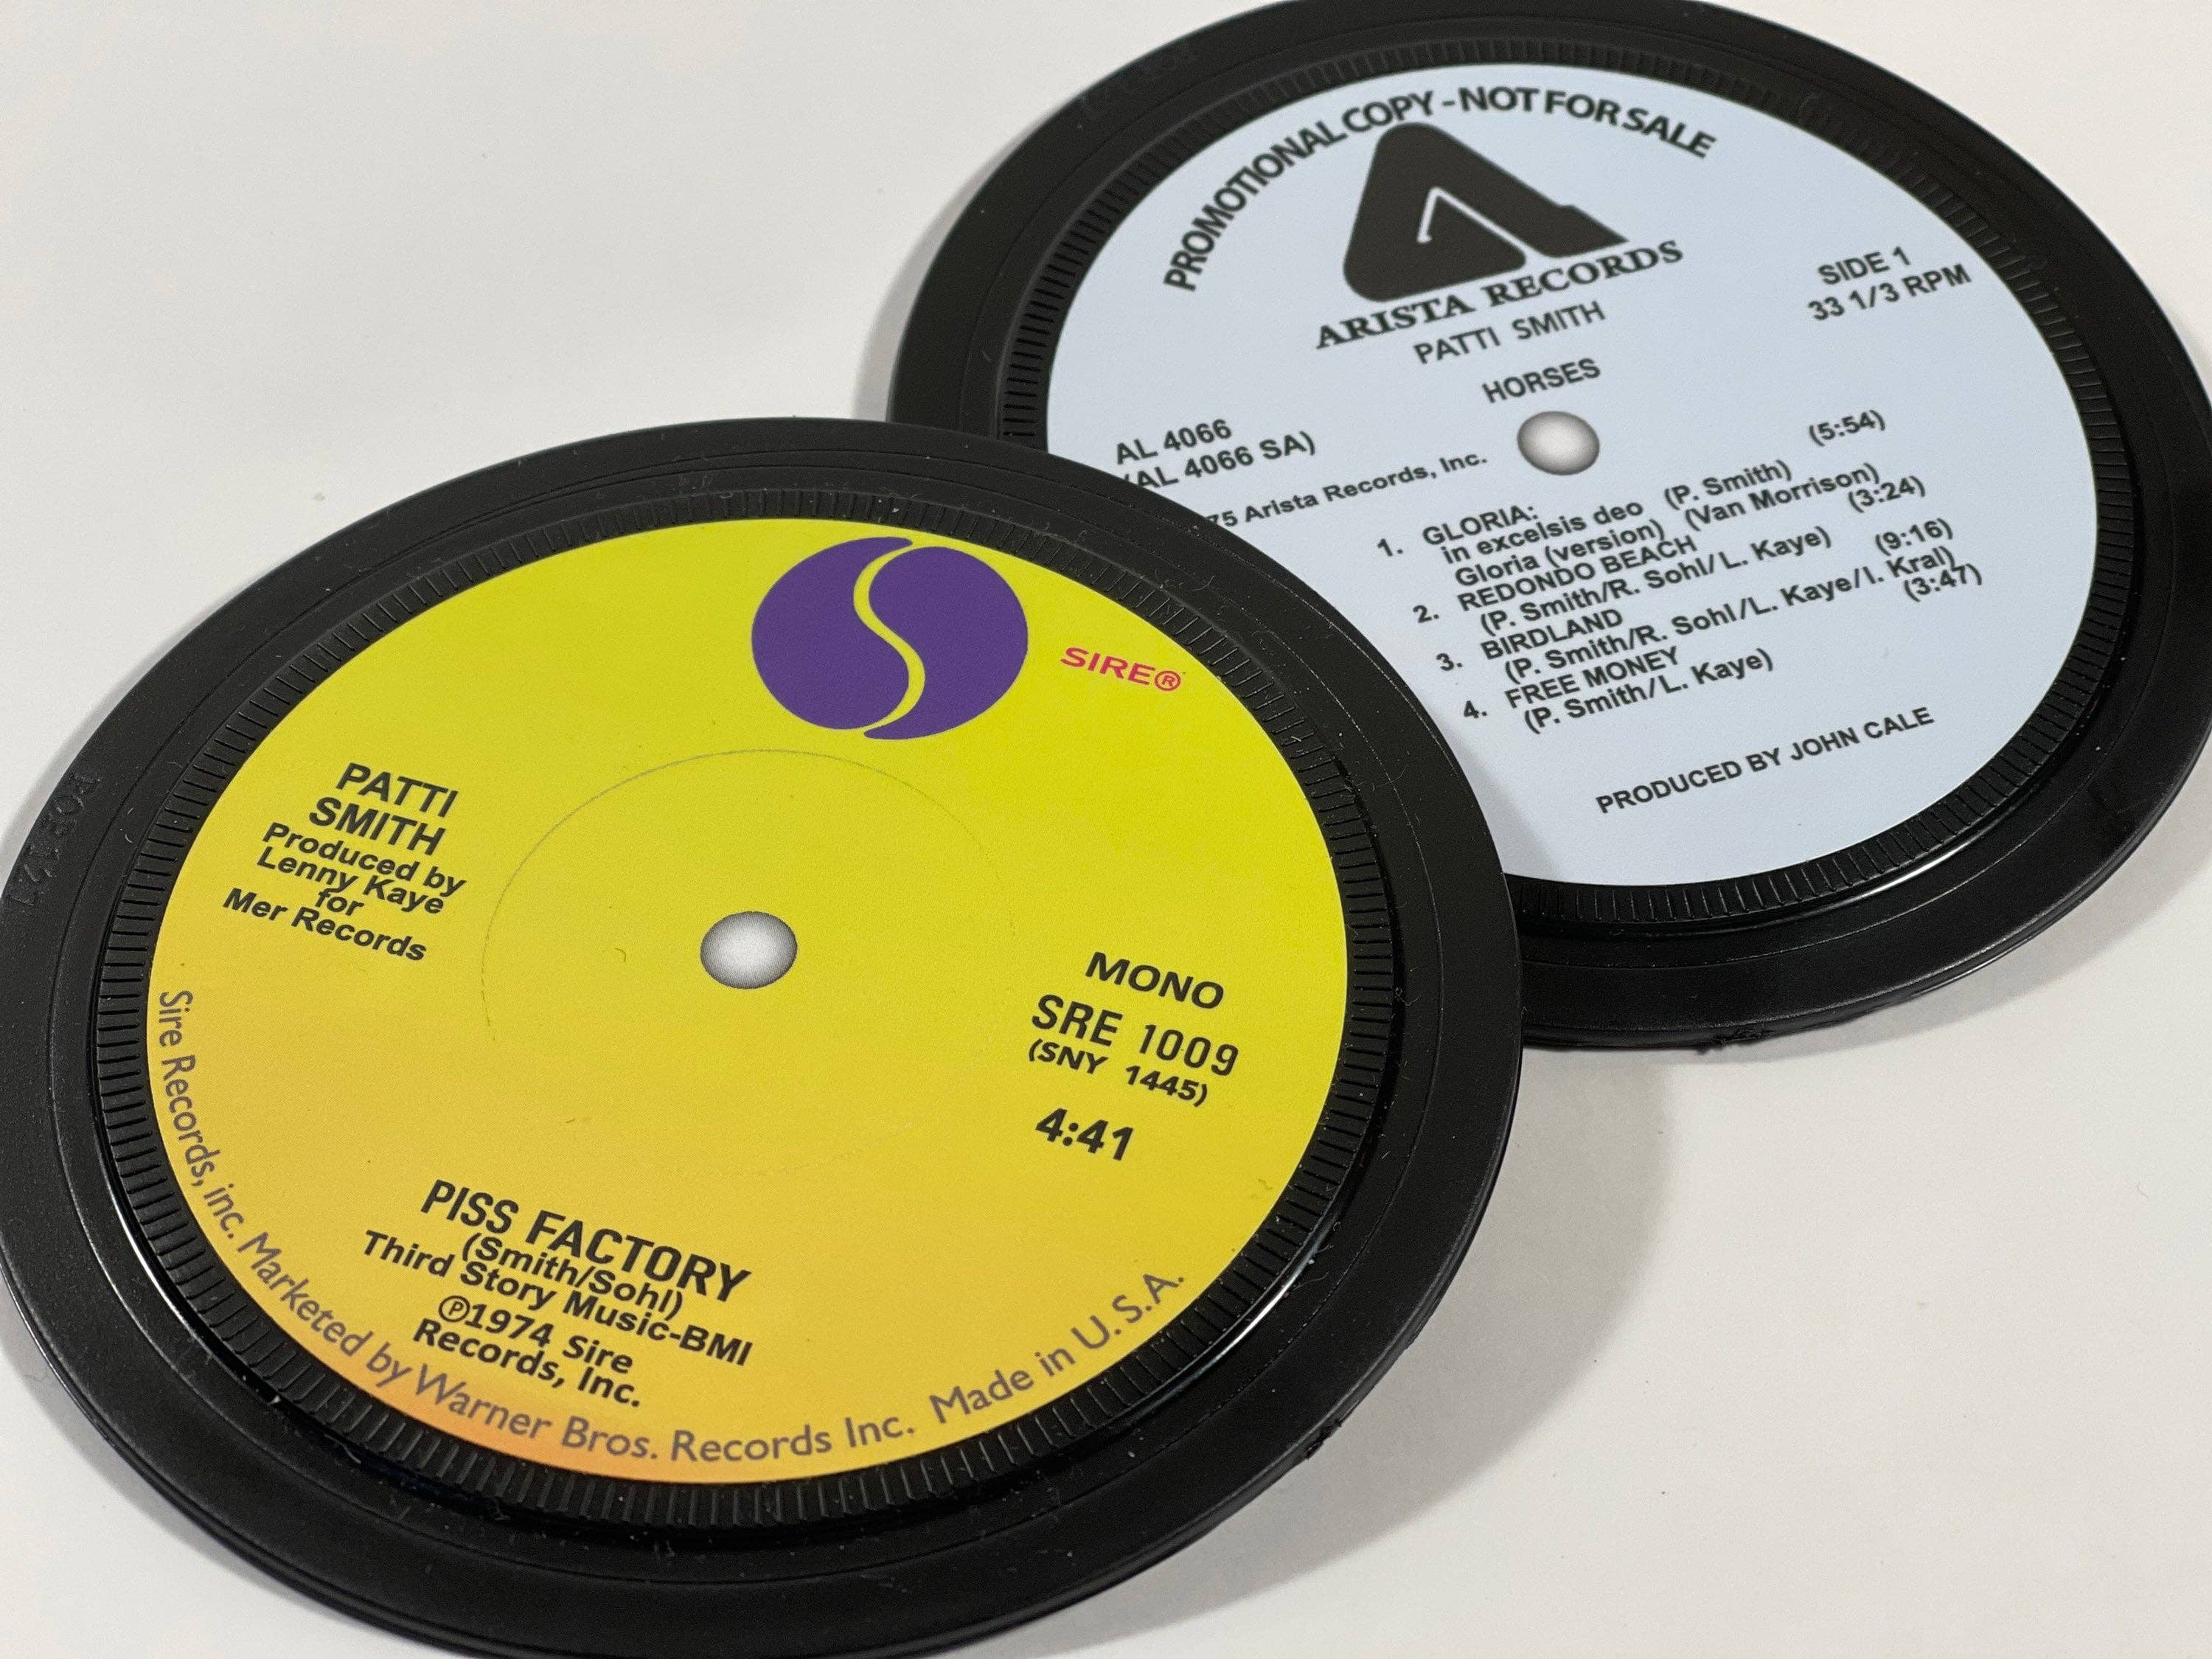 PROMOTIONAL COPY - NOT FOR SALE
ARISTA RECORDS
PATTI SMITH
HORSES
SIDE 1
33 1/3 RPM
AL 4066
(AL 4066 SA)
75 Arista Records, Inc.
1. GLORIA: (5:54)
in excelsis deo (P. Smith)
Gloria (version) (Van Morrison)
2. REDONDO BEACH (3:24)
(P. Smith/R. Sohl/L. Kaye)
3. BIRDLAND (9:16)
(P. Smith/R. Sohl/L. Kaye/I. Kral)
4. FREE MONEY (3:47)
(P. Smith/L. Kaye)
PRODUCED BY JOHN CALE
SIRE®
PATTI
SMITH
Produced by
Lenny Kaye
for
Mer Records
MONO
SRE 1009
(SNY 1445)
4:41
PISS FACTORY
(Smith/Sohl)
Third Story Music-BMI
℗1974 Sire
Records, Inc.
Sire Records, inc. Marketed by Warner Bros. Records Inc. Made in U.S.A.